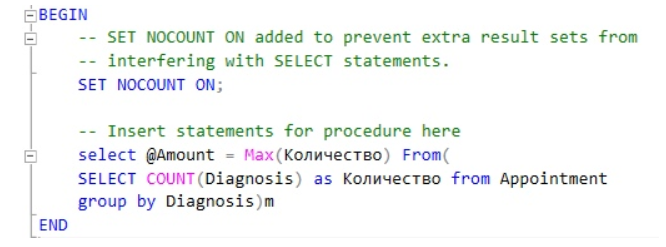 BEGIN
-- SET NOCOUNT ON added to prevent extra result sets from
-- interfering with SELECT statements.
SET NOCOUNT ON;
-- Insert statements for procedure here
select @Amount = Max(Количество) From(
SELECT COUNT(Diagnosis) as Количество from Appointment
group by Diagnosis)m
END